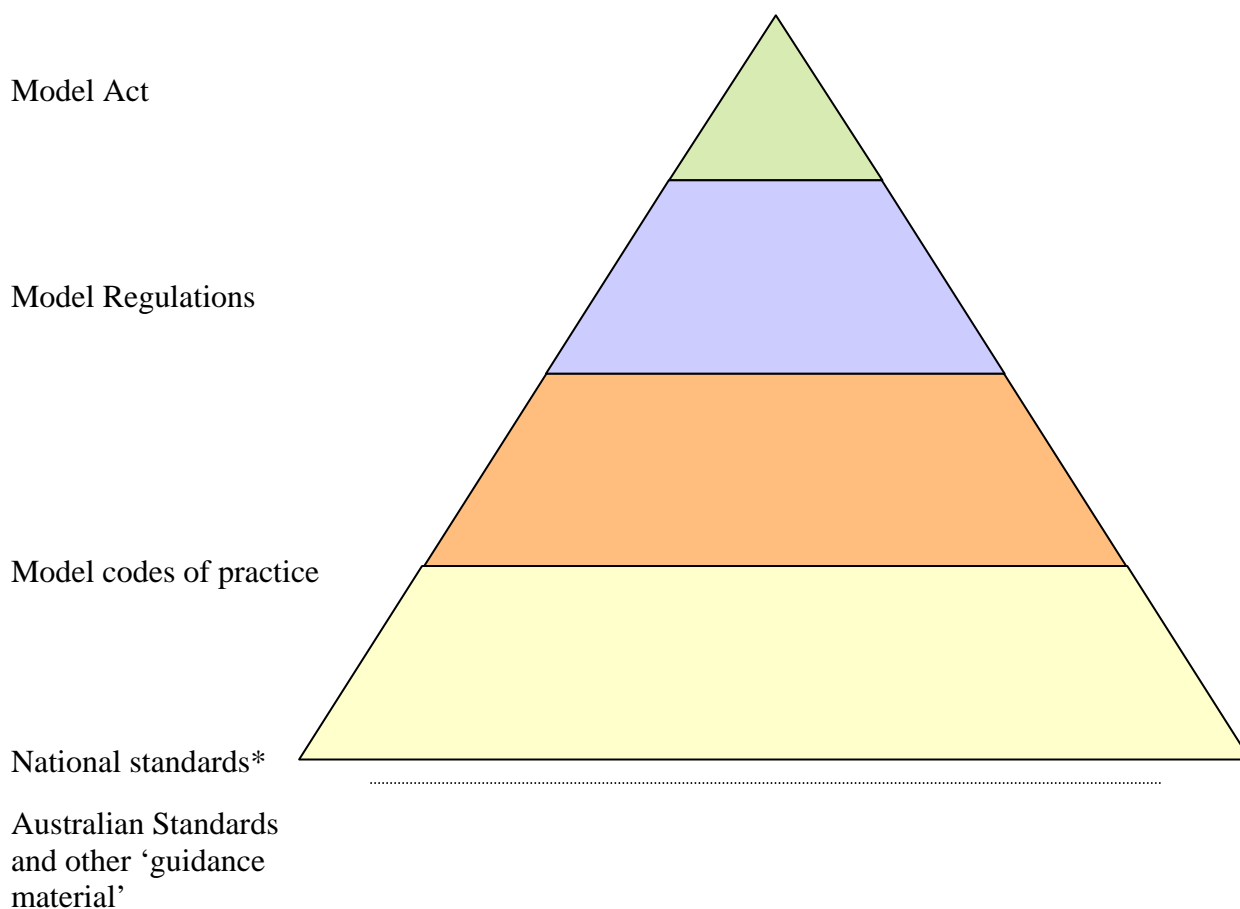 Model Act
Model Regulations
Model codes of practice
National standards*
Australian Standards
and other ‘guidance
material’